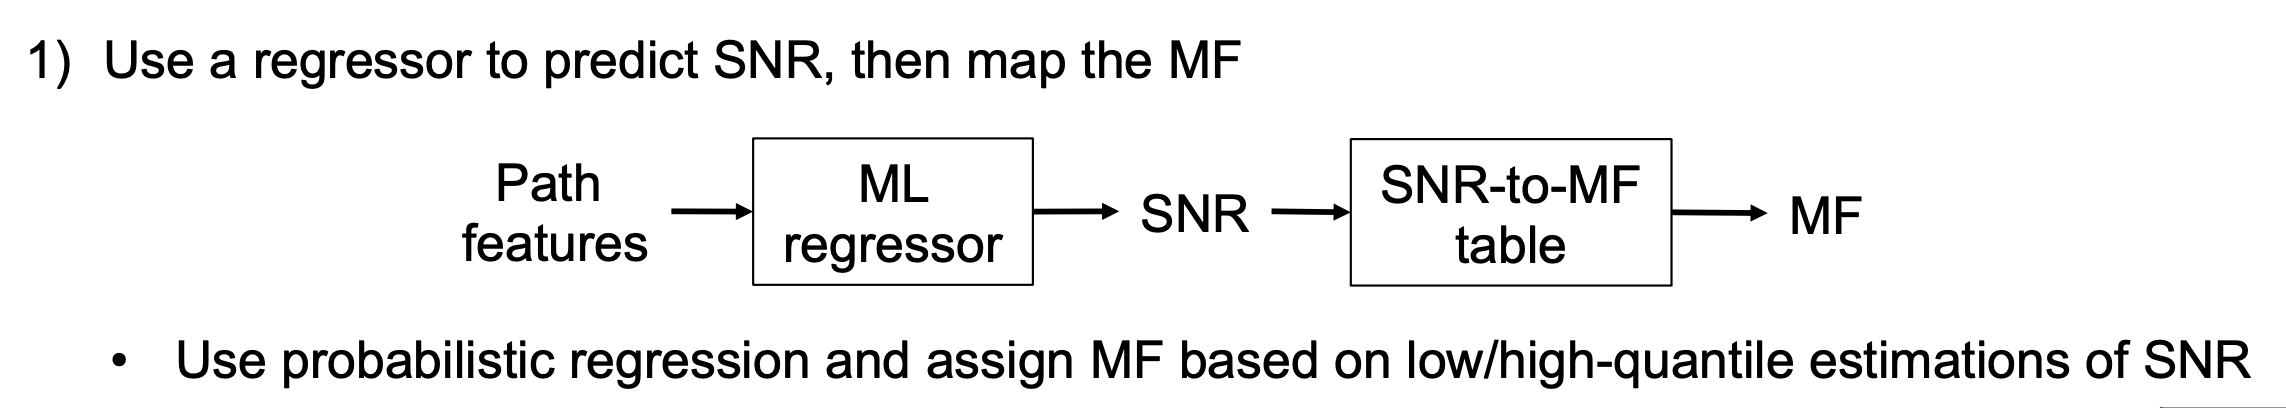 1) Use a regressor to predict SNR, then map the MF
Path features
ML regressor
SNR
SNR-to-MF table
MF
• Use probabilistic regression and assign MF based on low/high-quantile estimations of SNR